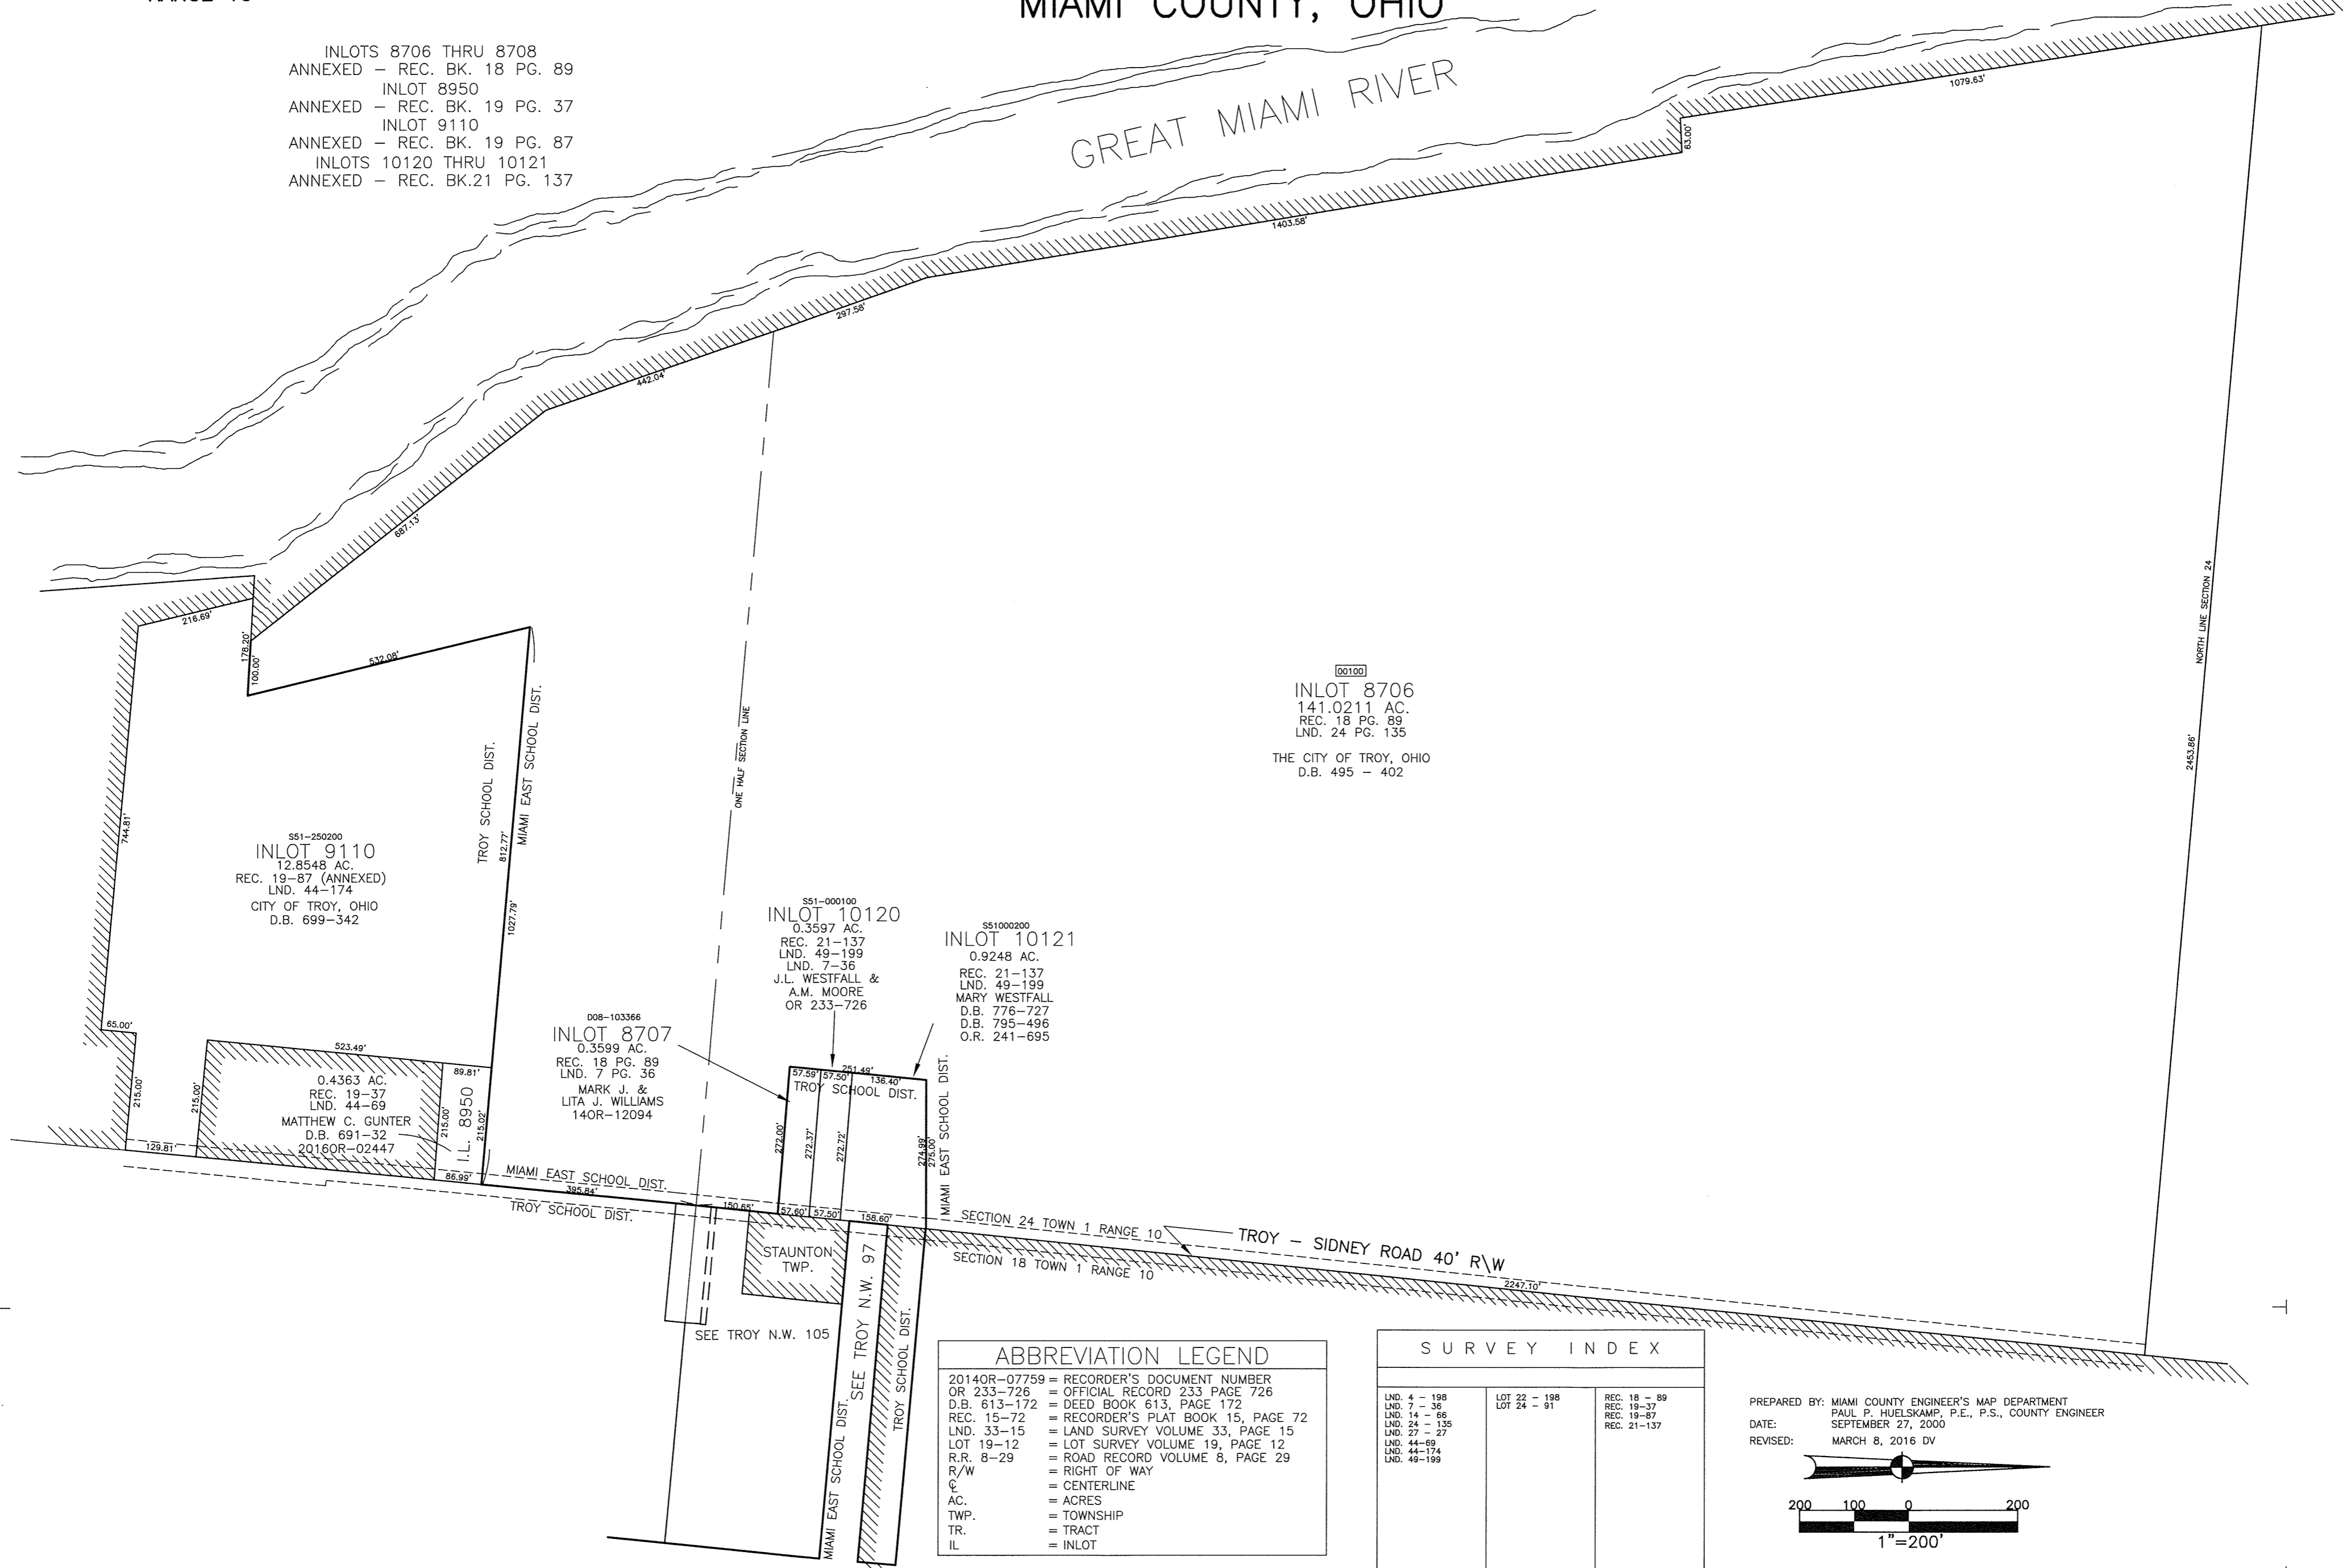 MIAMI COUNTY, OHIO
INLOTS 8706 THRU 8708
ANNEXED – REC. BK. 18 PG. 89
INLOT 8950
ANNEXED – REC. BK. 19 PG. 37
INLOT 9110
ANNEXED – REC. BK. 19 PG. 87
INLOTS 10120 THRU 10121
ANNEXED – REC. BK.21 PG. 137
GREAT MIAMI RIVER
1079.63'
63.00'
1403.58'
297.58'
442.04'
687.13'
216.69'
178.20'
100.00'
532.08'
NORTH LINE SECTION 24
2453.86'
ONE HALF SECTION LINE
00100
INLOT 8706
141.0211 AC.
REC. 18 PG. 89
LND. 24 PG. 135
THE CITY OF TROY, OHIO
D.B. 495 – 402
TROY SCHOOL DIST.
MIAMI EAST SCHOOL DIST.
812.77'
1027.79'
744.81'
S51-250200
INLOT 9110
12.8548 AC.
REC. 19-87 (ANNEXED)
LND. 44-174
CITY OF TROY, OHIO
D.B. 699-342
65.00'
215.00'
215.00'
523.49'
89.81'
0.4363 AC.
REC. 19-37
LND. 44-69
MATTHEW C. GUNTER
D.B. 691-32
2016OR-02447
215.00'
I.L. 8950
215.02'
129.81'
86.99'
D08-103366
INLOT 8707
0.3599 AC.
REC. 18 PG. 89
LND. 7 PG. 36
MARK J. &
LITA J. WILLIAMS
14OR-12094
S51-000100
INLOT 10120
0.3597 AC.
REC. 21-137
LND. 49-199
LND. 7-36
J.L. WESTFALL &
A.M. MOORE
OR 233-726
S51000200
INLOT 10121
0.9248 AC.
REC. 21-137
LND. 49-199
MARY WESTFALL
D.B. 776-727
D.B. 795-496
O.R. 241-695
251.49'
57.59'
57.50'
136.40'
TROY SCHOOL DIST.
272.00'
272.37'
272.72'
274.99'
275.00'
MIAMI EAST SCHOOL DIST.
MIAMI EAST SCHOOL DIST.
395.84'
TROY SCHOOL DIST.
150.65'
57.60'
57.50'
158.60'
SECTION 24 TOWN 1 RANGE 10
SECTION 18 TOWN 1 RANGE 10
TROY – SIDNEY ROAD 40' R\W
2247.10'
STAUNTON
TWP.
SEE TROY N.W. 105
SEE TROY N.W. 97
MIAMI EAST SCHOOL DIST.
TROY SCHOOL DIST.
ABBREVIATION LEGEND
2014OR-07759 = RECORDER'S DOCUMENT NUMBER
OR 233-726 = OFFICIAL RECORD 233 PAGE 726
D.B. 613-172 = DEED BOOK 613, PAGE 172
REC. 15-72 = RECORDER'S PLAT BOOK 15, PAGE 72
LND. 33-15 = LAND SURVEY VOLUME 33, PAGE 15
LOT 19-12 = LOT SURVEY VOLUME 19, PAGE 12
R.R. 8-29 = ROAD RECORD VOLUME 8, PAGE 29
R/W = RIGHT OF WAY
℄ = CENTERLINE
AC. = ACRES
TWP. = TOWNSHIP
TR. = TRACT
IL = INLOT
SURVEY INDEX
LND. 4 - 198
LND. 7 - 36
LND. 14 - 66
LND. 24 - 135
LND. 27 - 27
LND. 44-69
LND. 44-174
LND. 49-199
LOT 22 - 198
LOT 24 - 91
REC. 18 - 89
REC. 19-37
REC. 19-87
REC. 21-137
PREPARED BY: MIAMI COUNTY ENGINEER'S MAP DEPARTMENT
PAUL P. HUELSKAMP, P.E., P.S., COUNTY ENGINEER
DATE: SEPTEMBER 27, 2000
REVISED: MARCH 8, 2016 DV
200 100 0 200
1"=200'